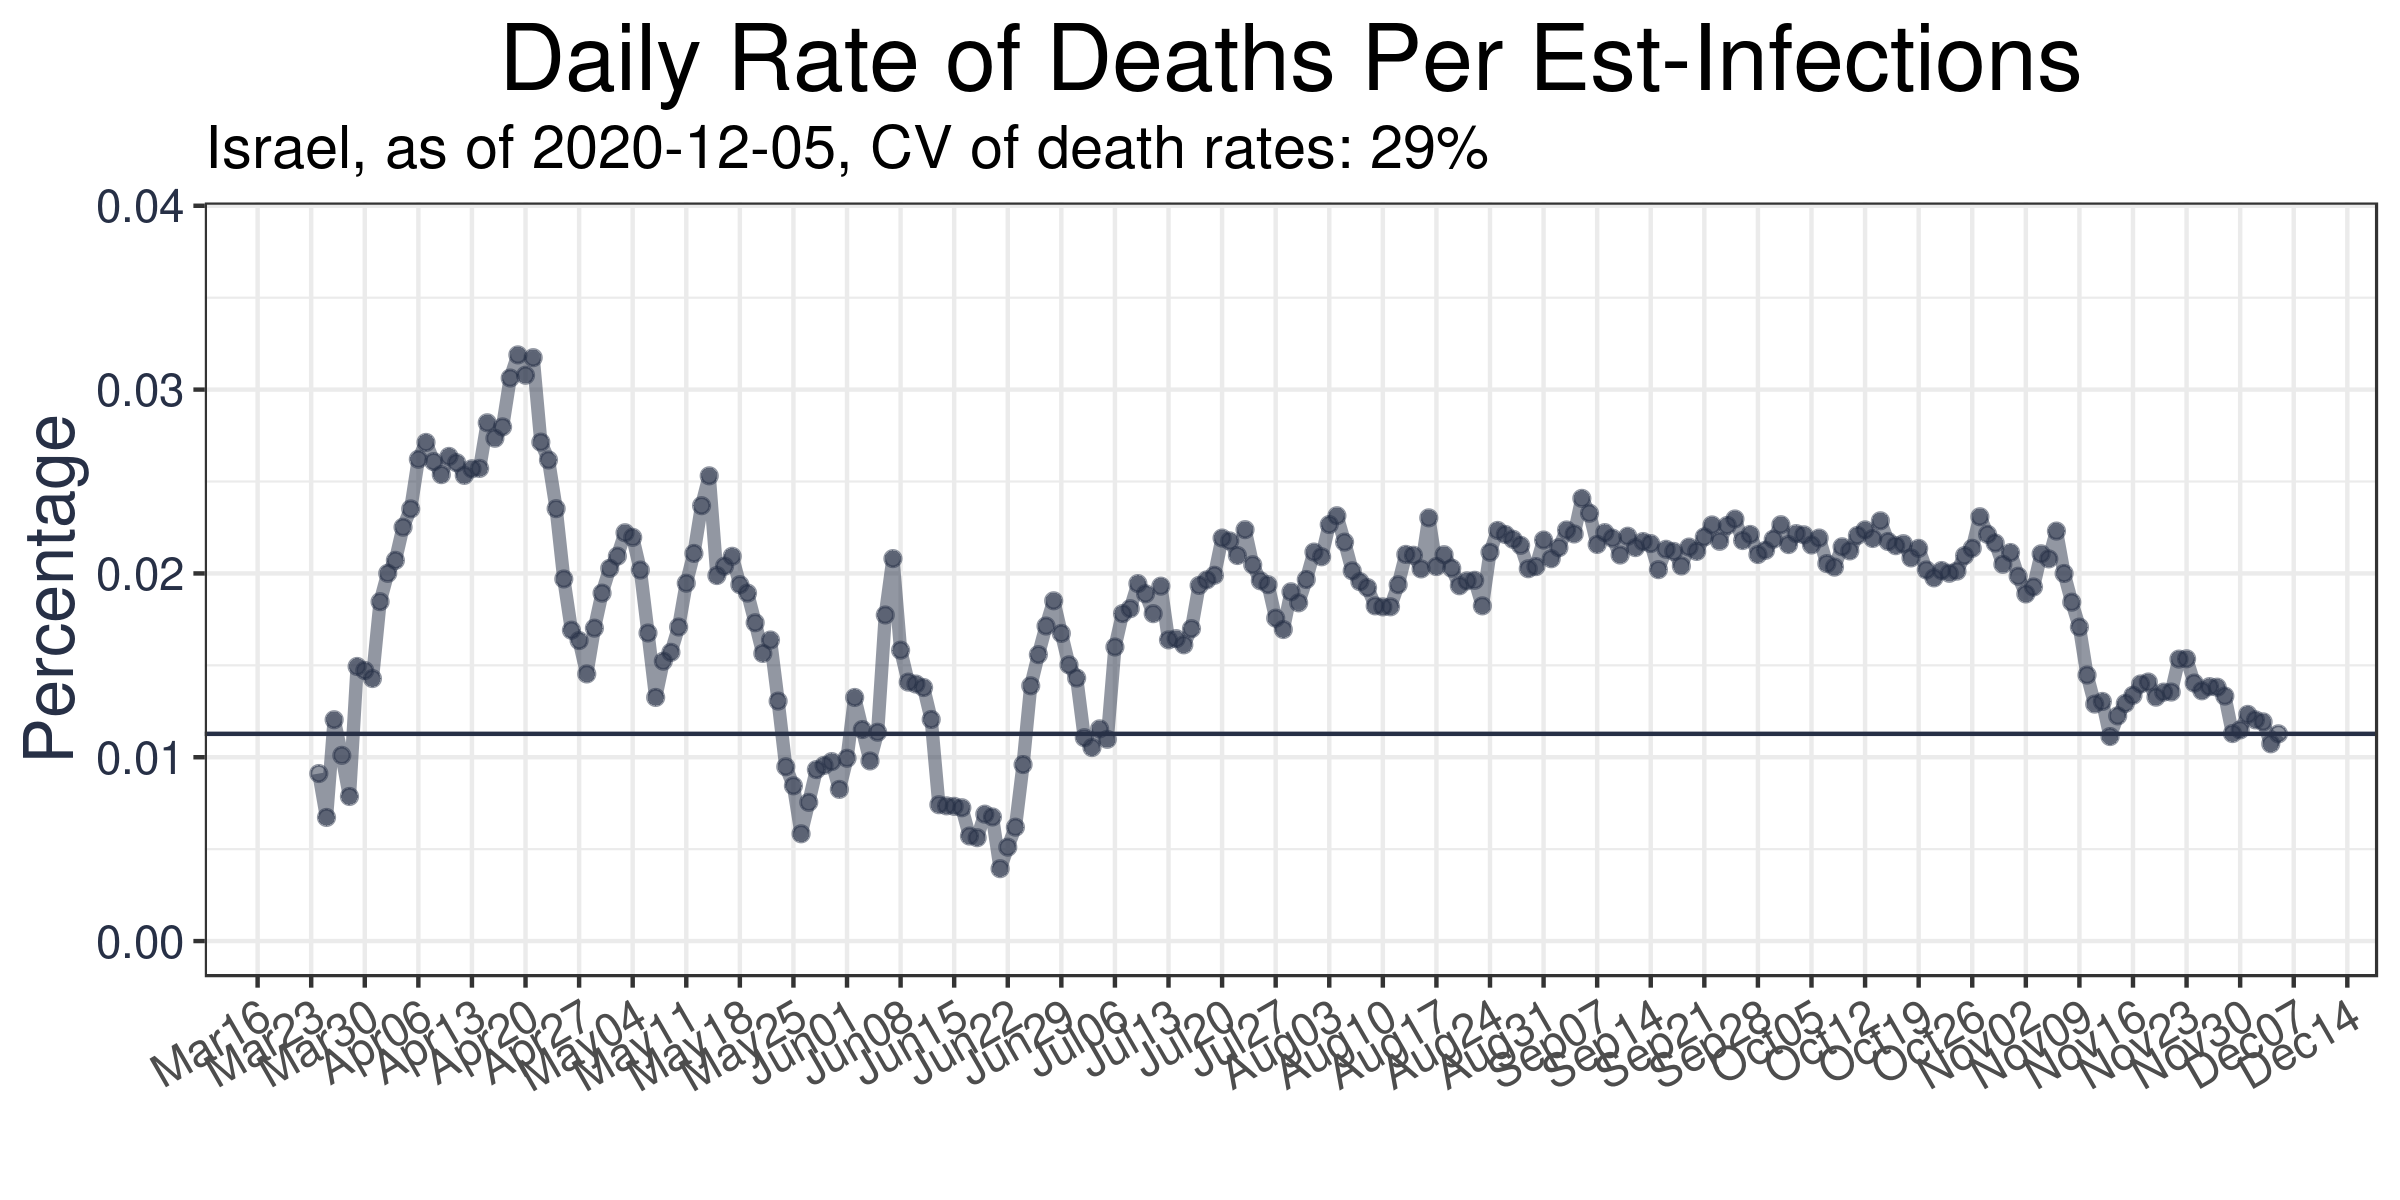 Daily Rate of Deaths Per Est-Infections
Israel, as of 2020-12-05, CV of death rates: 29%
Percentage
0.04
0.03
0.02
0.01
0.00
Mar16
Mar23
Mar30
Apr06
Apr13
Apr20
Apr27
May04
May11
May18
May25
Jun01
Jun08
Jun15
Jun22
Jun29
Jul06
Jul13
Jul20
Jul27
Aug03
Aug10
Aug17
Aug24
Aug31
Sep07
Sep14
Sep21
Sep28
Oct05
Oct12
Oct19
Oct26
Nov02
Nov09
Nov16
Nov23
Nov30
Dec07
Dec14